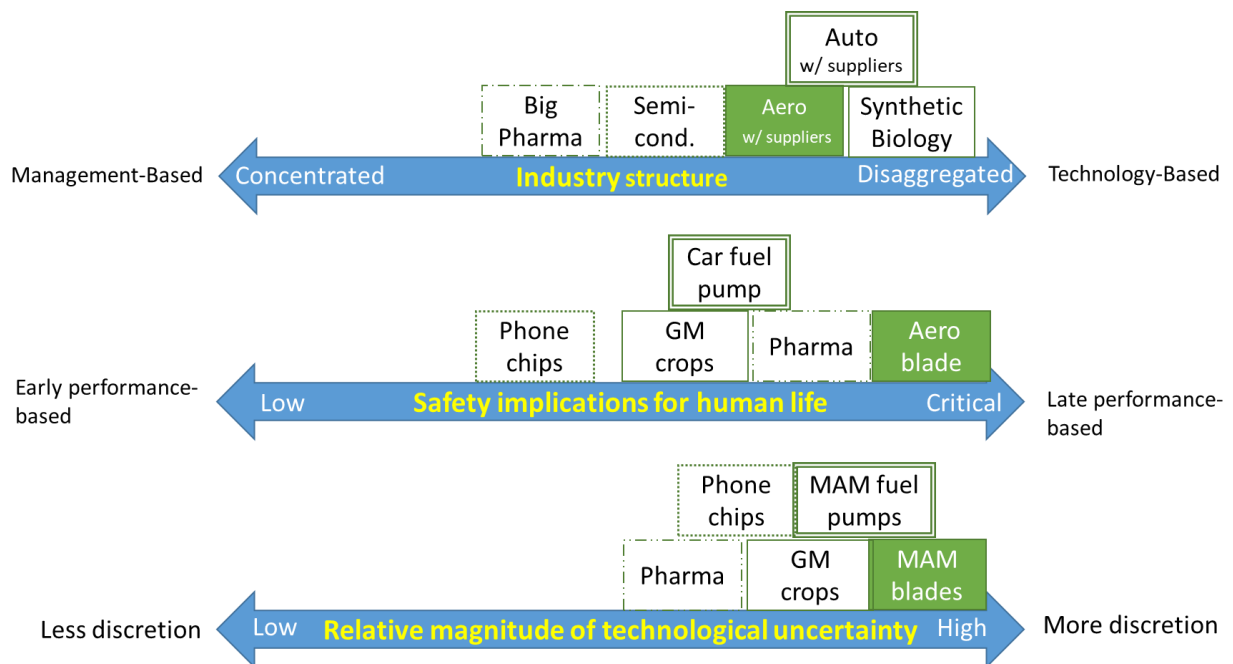 Auto
w/ suppliers
Big
Pharma
Semi-
cond.
Aero
w/ suppliers
Synthetic
Biology
Management-Based
Concentrated
Industry structure
Disaggregated
Technology-Based
Car fuel
pump
Phone
chips
GM
crops
Pharma
Aero
blade
Early performance-
based
Low
Safety implications for human life
Critical
Late performance-
based
Phone
chips
MAM fuel
pumps
Pharma
GM
crops
MAM
blades
Less discretion
Low
Relative magnitude of technological uncertainty
High
More discretion